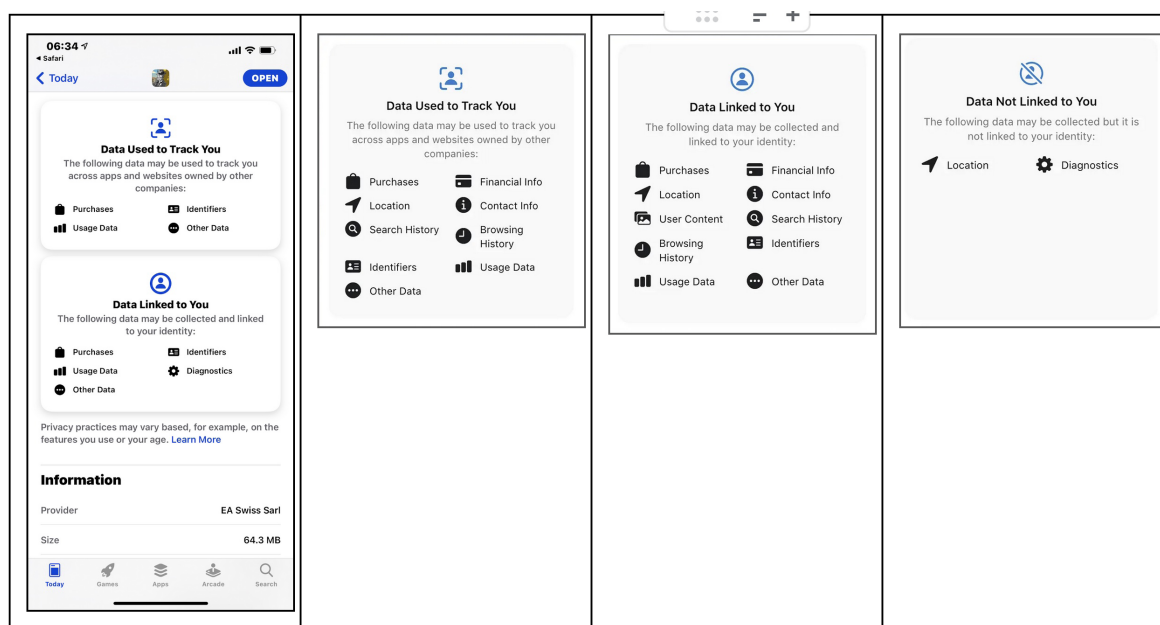 06:34
Safari
Today
OPEN
Data Used to Track You
The following data may be used to track you
across apps and websites owned by other
companies:
Purchases
Identifiers
Usage Data
Other Data
Data Linked to You
The following data may be collected and linked
to your identity:
Purchases
Identifiers
Usage Data
Diagnostics
Other Data
Privacy practices may vary based, for example, on the
features you use or your age. Learn More
Information
Provider
EA Swiss Sarl
Size
64.3 MB
Today
Games
Apps
Arcade
Search
Data Used to Track You
The following data may be used to track you
across apps and websites owned by other
companies:
Purchases
Financial Info
Location
Contact Info
Search History
Browsing
History
Identifiers
Usage Data
Other Data
Data Linked to You
The following data may be collected and
linked to your identity:
Purchases
Financial Info
Location
Contact Info
User Content
Search History
Browsing
History
Identifiers
Usage Data
Other Data
Data Not Linked to You
The following data may be collected but it is
not linked to your identity:
Location
Diagnostics